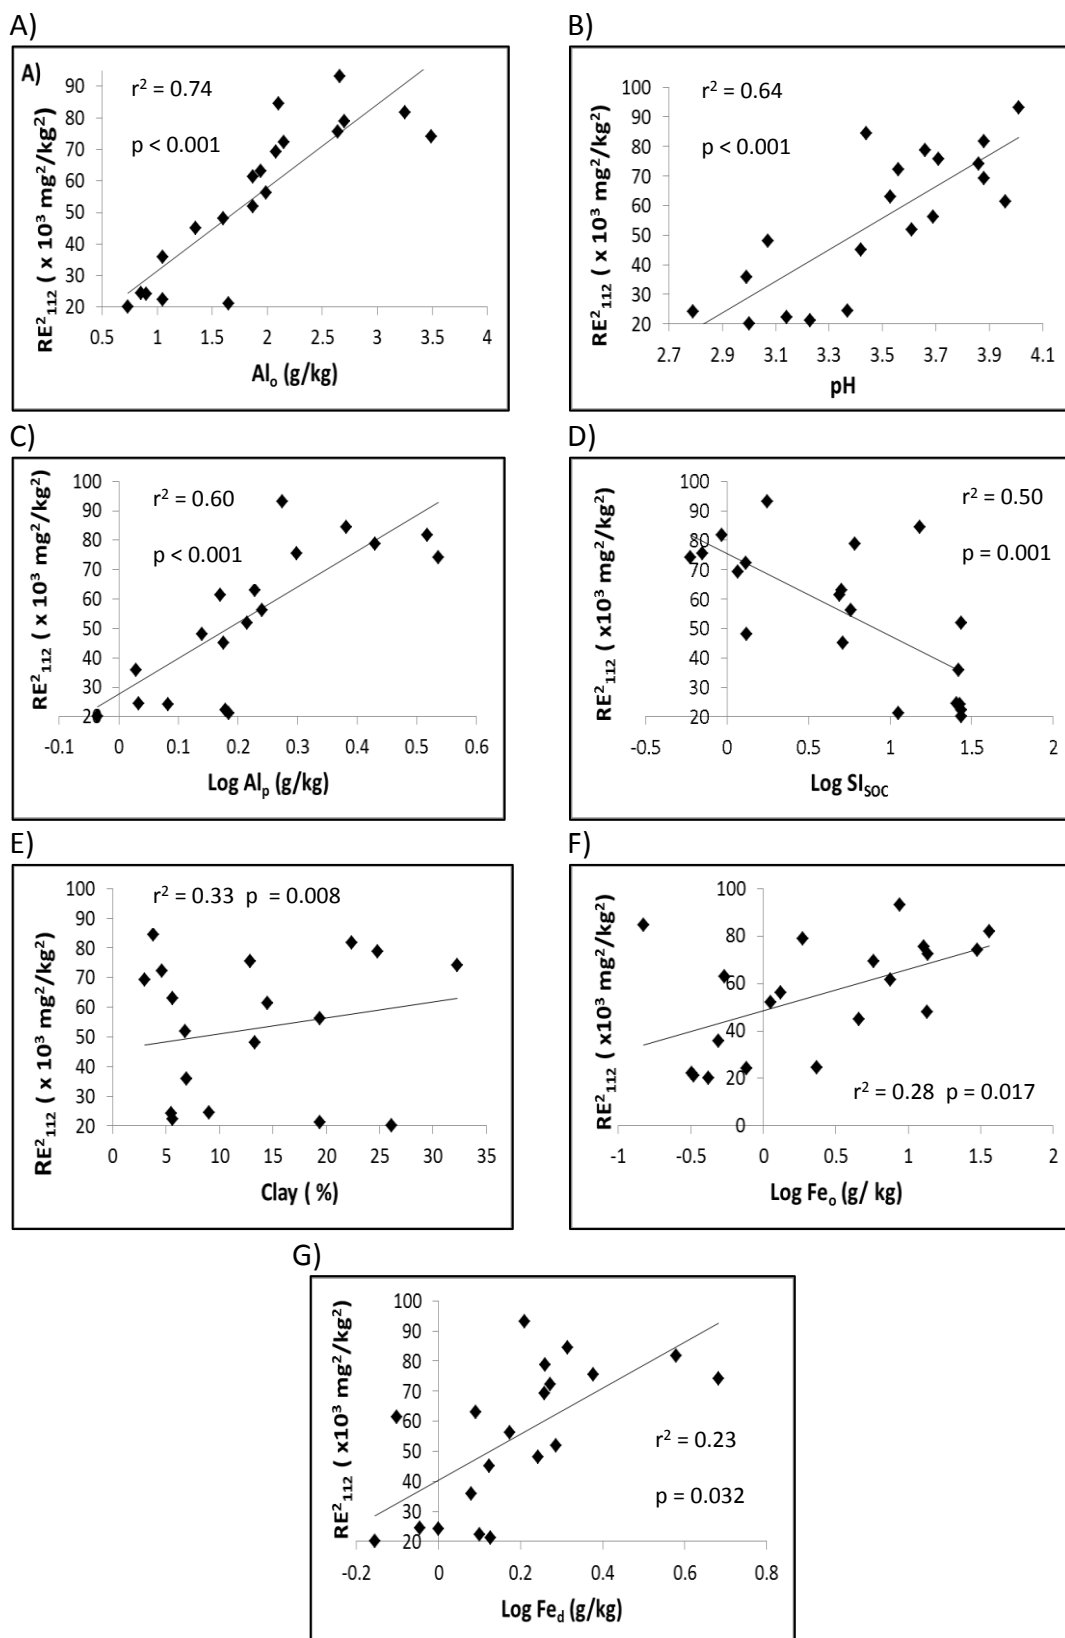 A)
A)
r² = 0.74
p < 0.001
RE²₁₁₂ ( x 10³ mg²/kg²)
90
80
70
60
50
40
30
20
0.5 1 1.5 2 2.5 3 3.5 4
Alₒ (g/kg)
B)
r² = 0.64
p < 0.001
RE²₁₁₂ ( x 10³ mg²/kg²)
100
90
80
70
60
50
40
30
20
2.7 2.9 3.1 3.3 3.5 3.7 3.9 4.1
pH
C)
r² = 0.60
p < 0.001
RE²₁₁₂ ( x 10³ mg²/kg²)
100
90
80
70
60
50
40
30
20
-0.1 0 0.1 0.2 0.3 0.4 0.5 0.6
Log Alₚ (g/kg)
D)
r² = 0.50
p = 0.001
RE²₁₁₂ ( x10³ mg²/kg²)
100
90
80
70
60
50
40
30
20
-0.5 0 0.5 1 1.5 2
Log SI_SOC
E)
r² = 0.33 p = 0.008
RE²₁₁₂ ( x 10³ mg²/kg²)
100
90
80
70
60
50
40
30
20
0 5 10 15 20 25 30 35
Clay ( %)
F)
RE²₁₁₂ ( x10³ mg²/kg²)
100
80
60
40
20
0
r² = 0.28 p = 0.017
-1 -0.5 0 0.5 1 1.5 2
Log Feₒ (g/ kg)
G)
RE²₁₁₂ ( x10³ mg²/kg²)
100
90
80
70
60
50
40
30
20
r² = 0.23
p = 0.032
-0.2 0 0.2 0.4 0.6 0.8
Log Fe_d (g/kg)